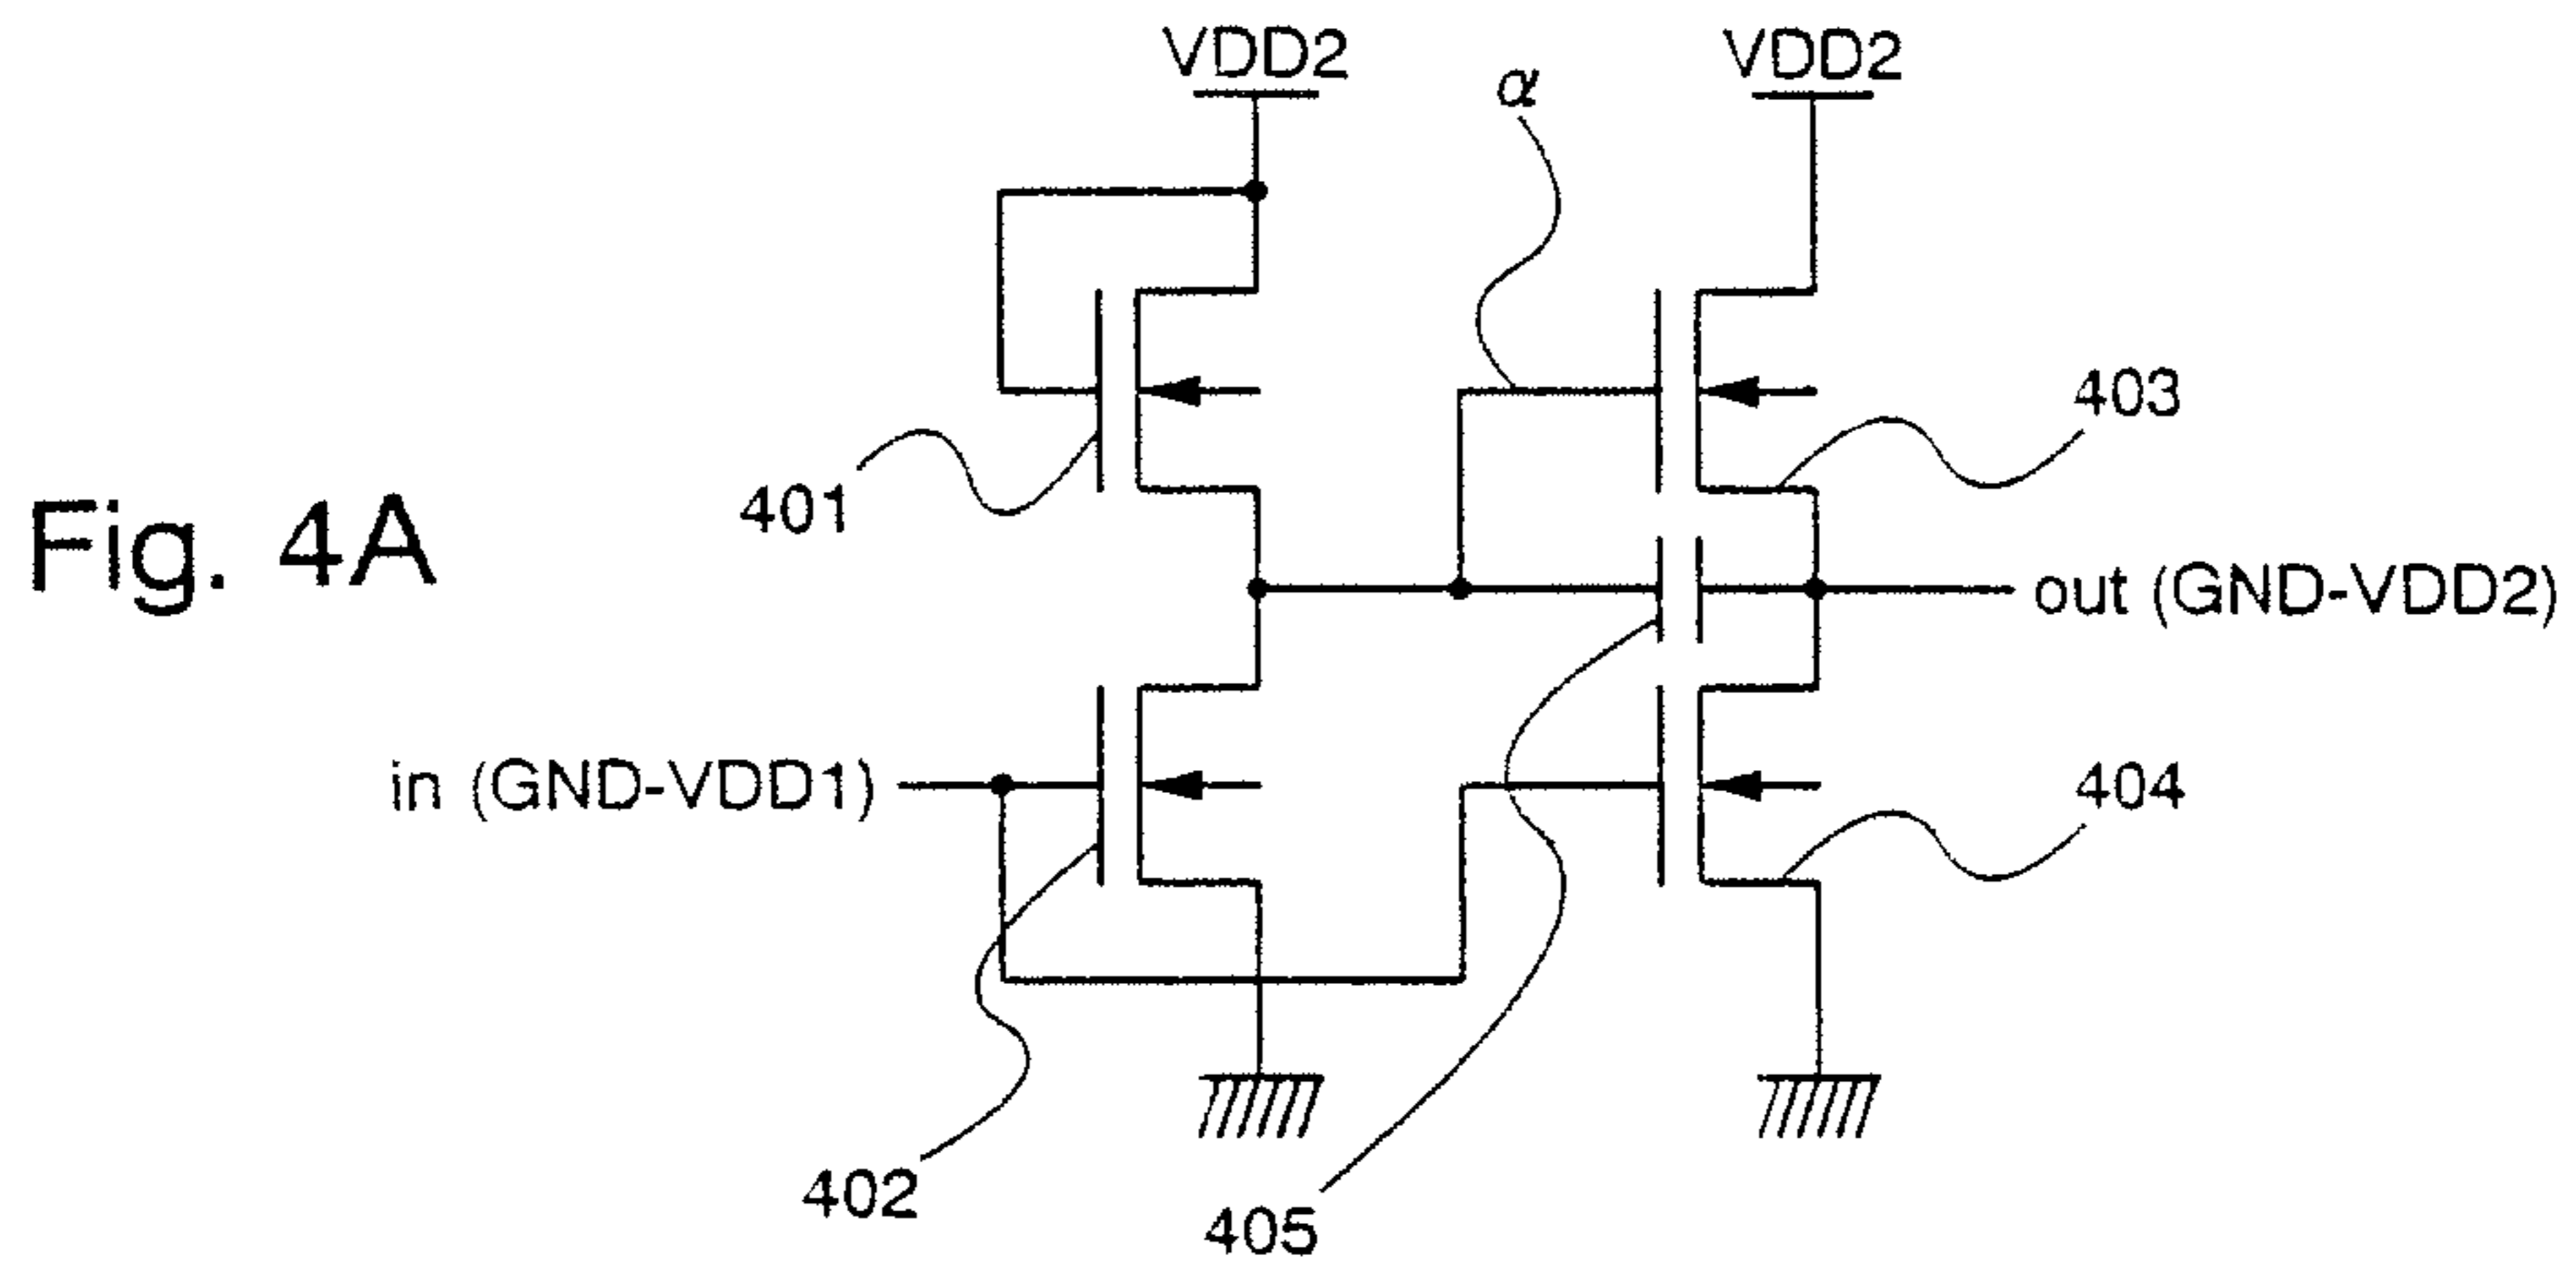 VDD2
VDD2
α
403
401
Fig. 4A
out (GND-VDD2)
in (GND-VDD1)
404
402
405